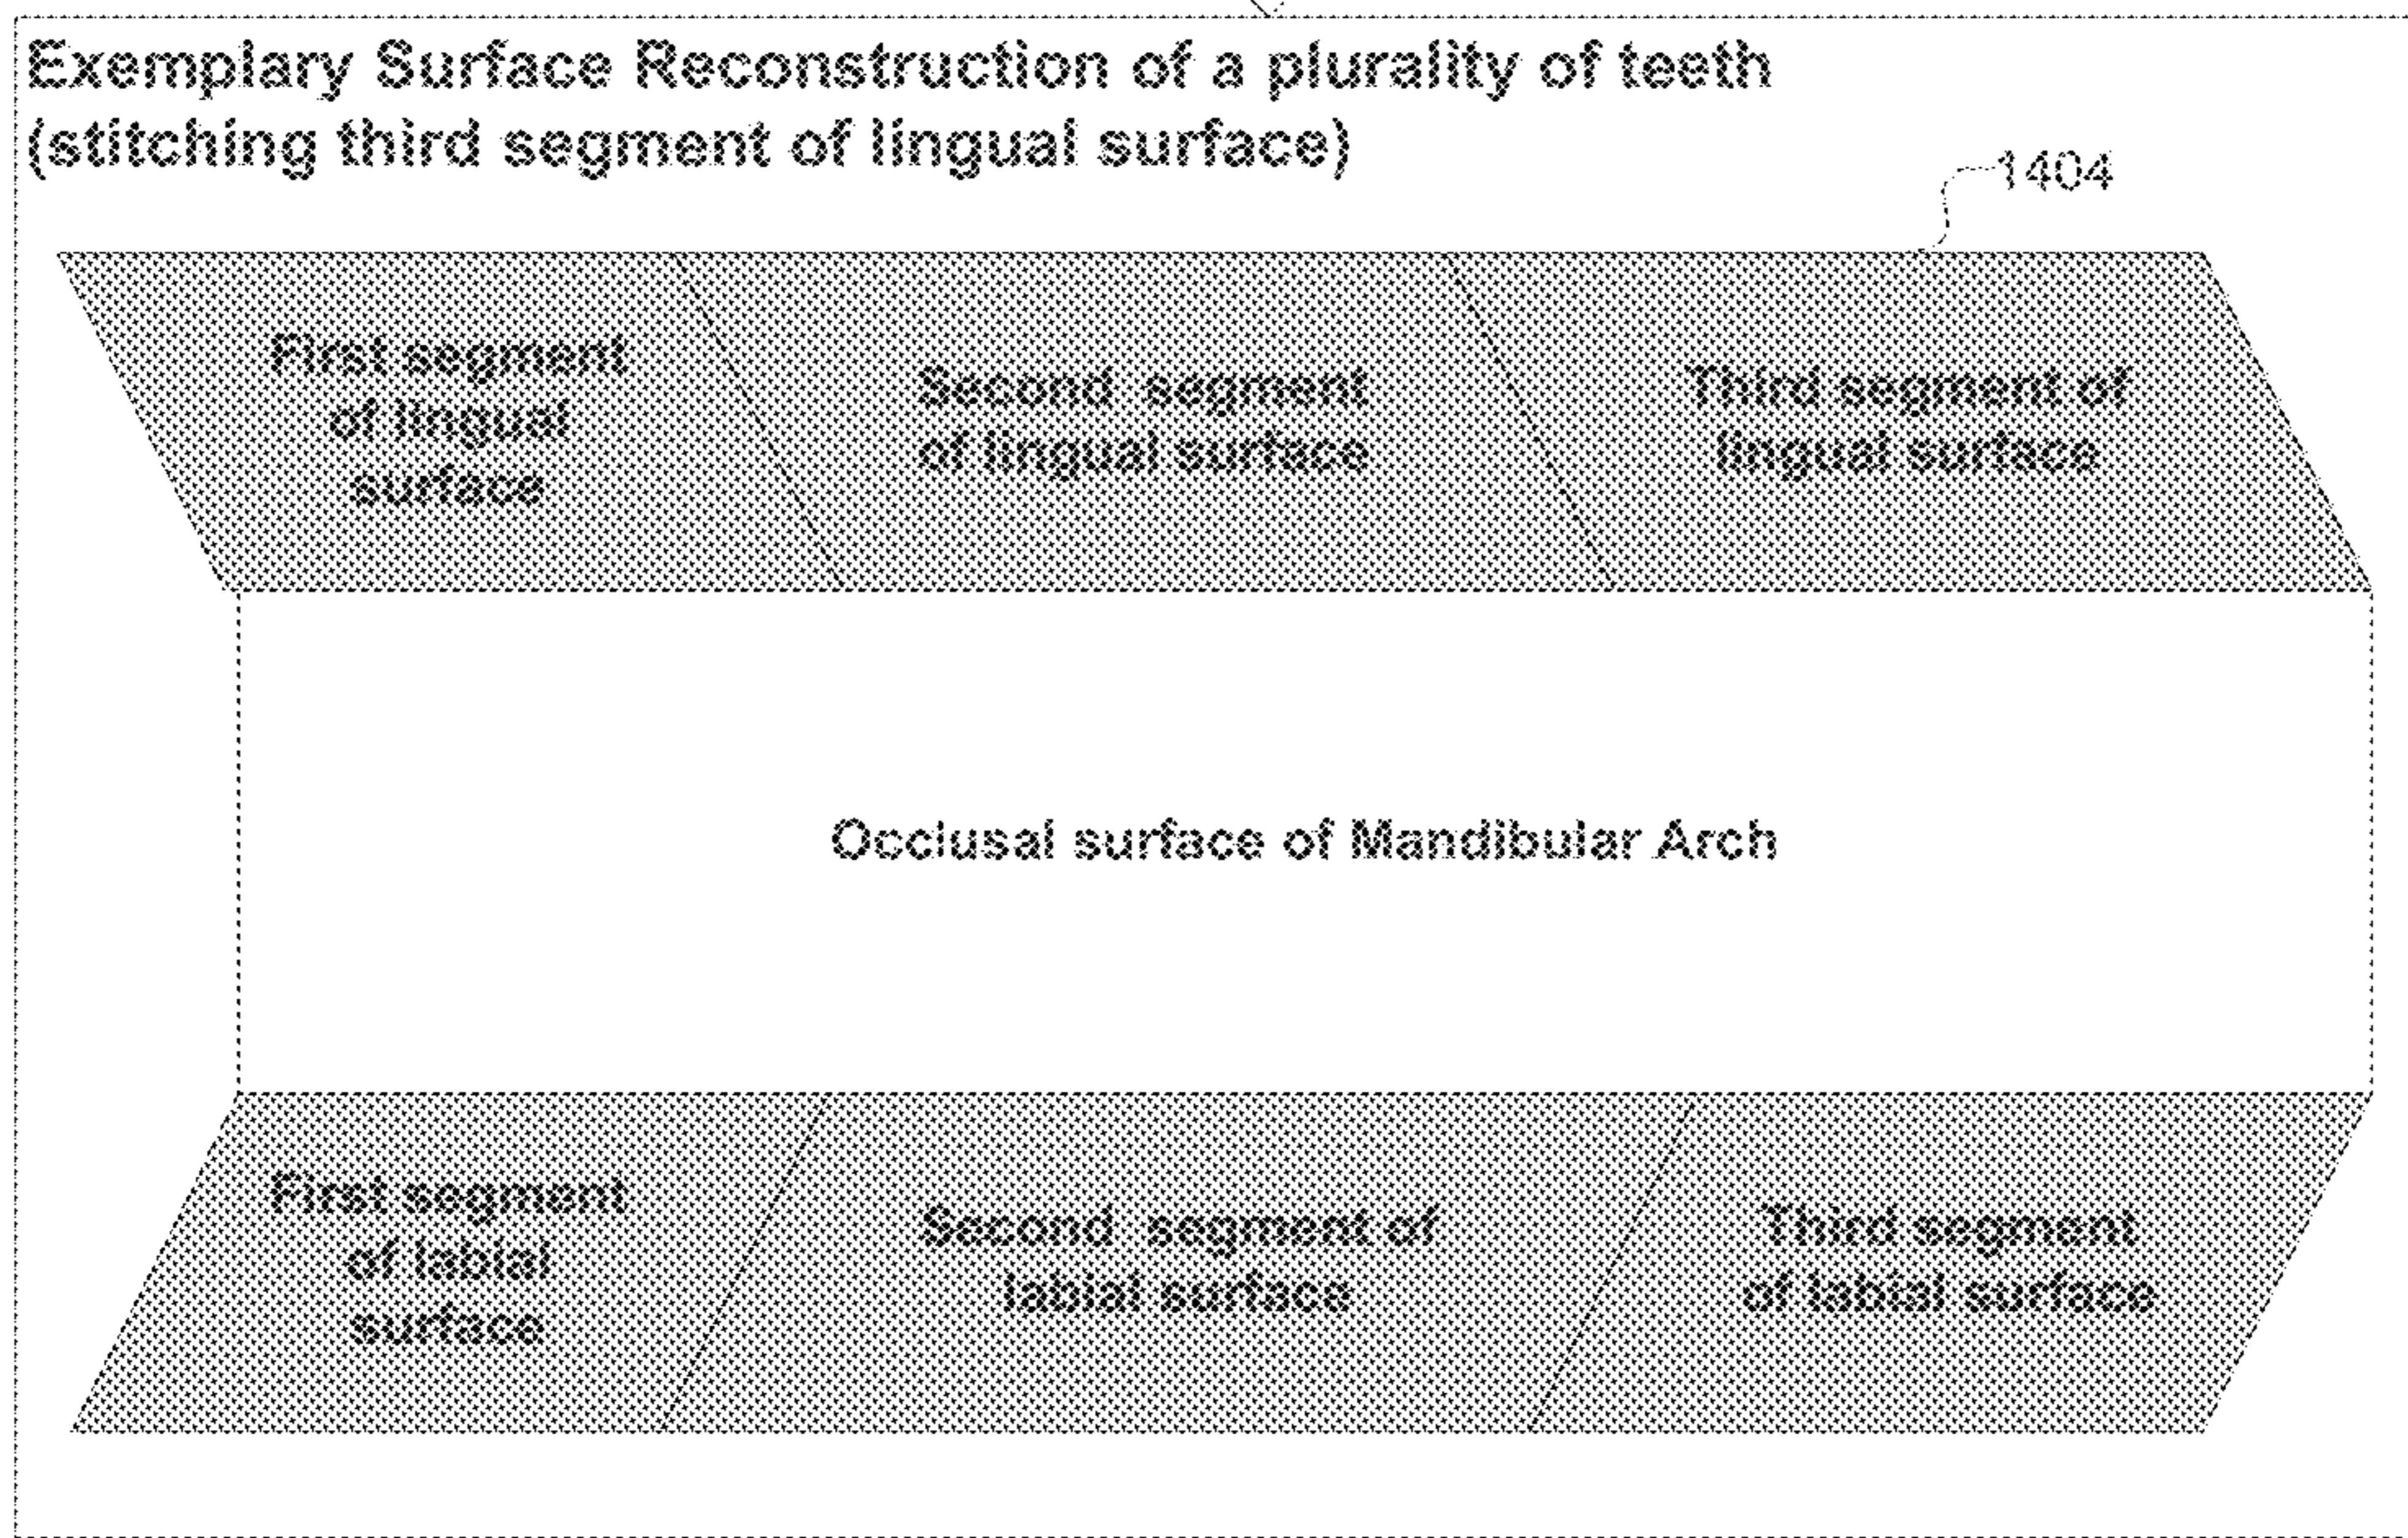 Exemplary Surface Reconstruction of a plurality of teeth
(stitching third segment of lingual surface)
1404
First segment
of lingual
surface
Second segment
of lingual surface
Third segment of
lingual surface
Occlusal surface of Mandibular Arch
First segment
of labial
surface
Second segment of
labial surface
Third segment
of labial surface